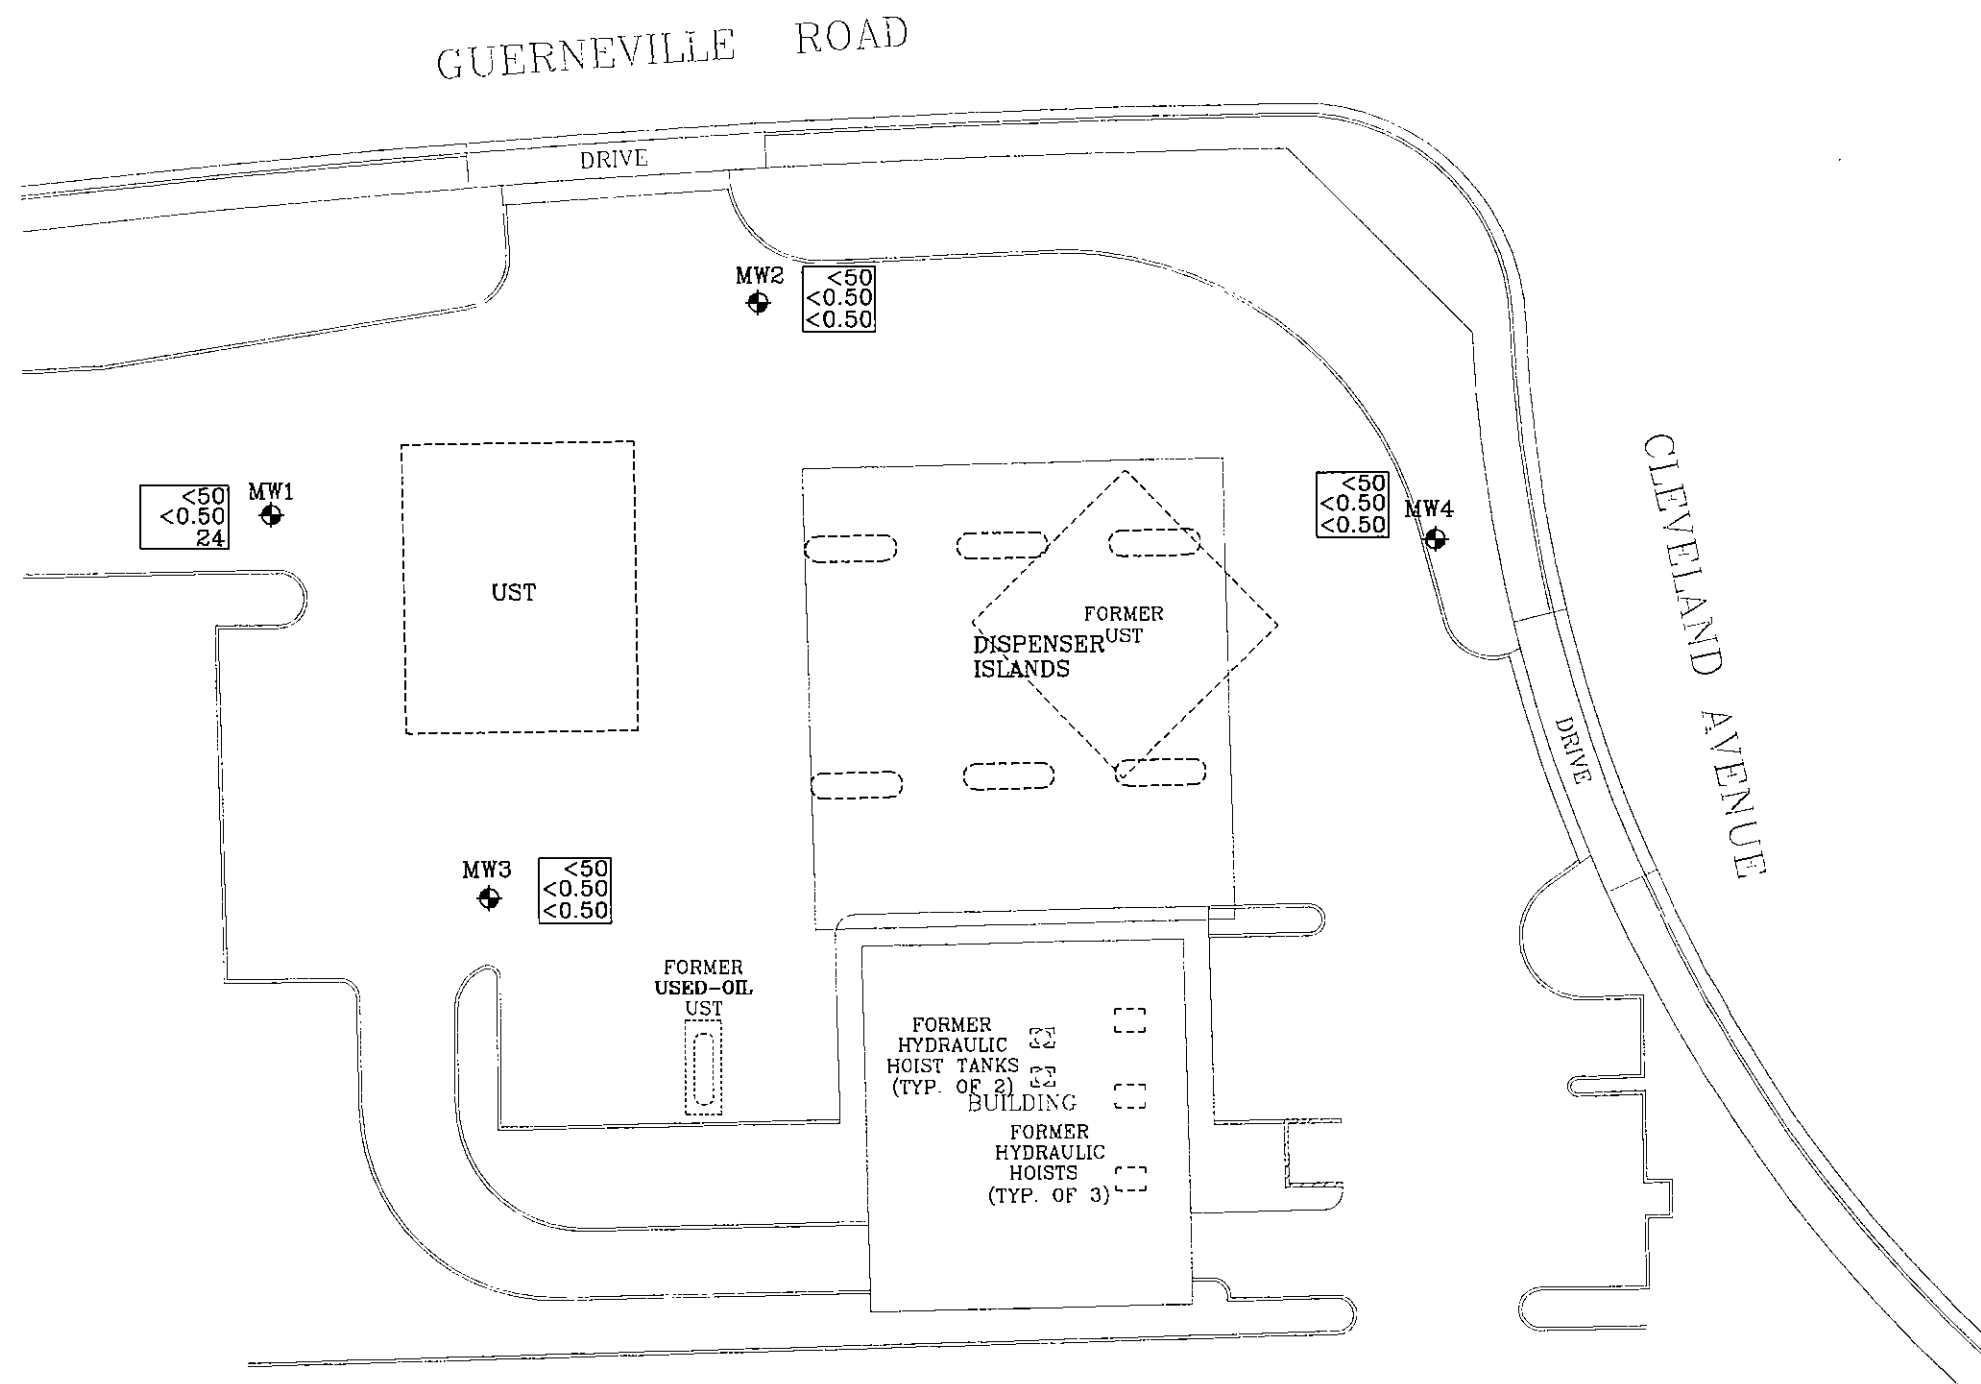 GUERNEVILLE ROAD
DRIVE
MW2
<50
<0.50
<0.50
MW1
<50
<0.50
24
MW4
<50
<0.50
<0.50
CLEVELAND AVENUE
UST
FORMER
UST
DISPENSER
ISLANDS
DRIVE
MW3
<50
<0.50
<0.50
FORMER
USED-OIL
UST
FORMER
HYDRAULIC
HOIST TANKS
(TYP. OF 2)
BUILDING
FORMER
HYDRAULIC
HOISTS
(TYP. OF 3)